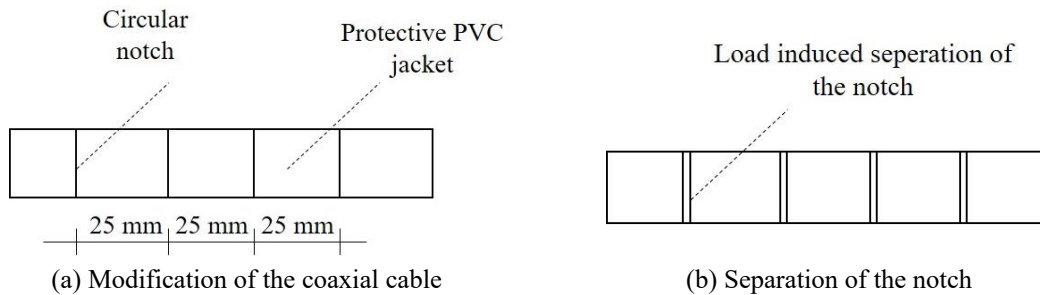 Circular
notch
Protective PVC
jacket
25 mm 25 mm 25 mm
(a) Modification of the coaxial cable
Load induced seperation of
the notch
(b) Separation of the notch